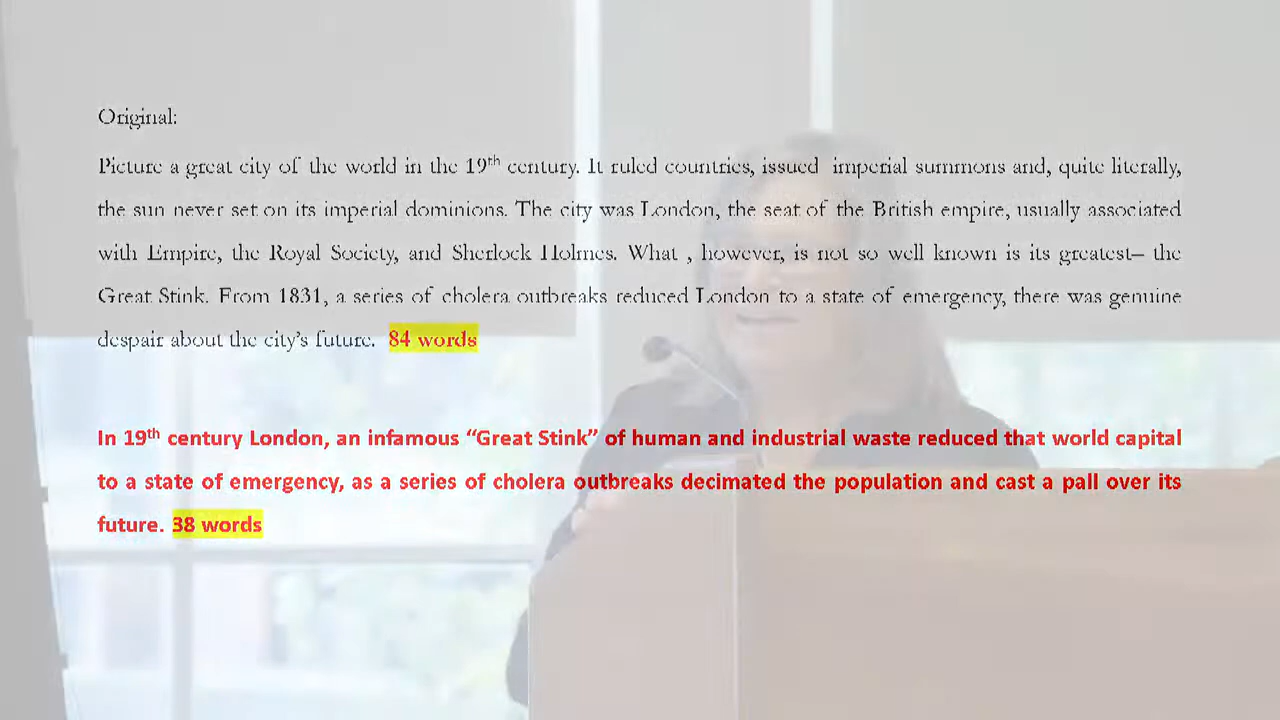 Original:
Picture a great city of the world in the 19th century. It ruled countries, issued imperial summons and, quite literally,
the sun never set on its imperial dominions. The city was London, the seat of the British empire, usually associated
with Empire, the Royal Society, and Sherlock Holmes. What , however, is not so well known is its greatest– the
Great Stink. From 1831, a series of cholera outbreaks reduced London to a state of emergency, there was genuine
despair about the city’s future. 84 words
In 19th century London, an infamous “Great Stink” of human and industrial waste reduced that world capital
to a state of emergency, as a series of cholera outbreaks decimated the population and cast a pall over its
future. 38 words